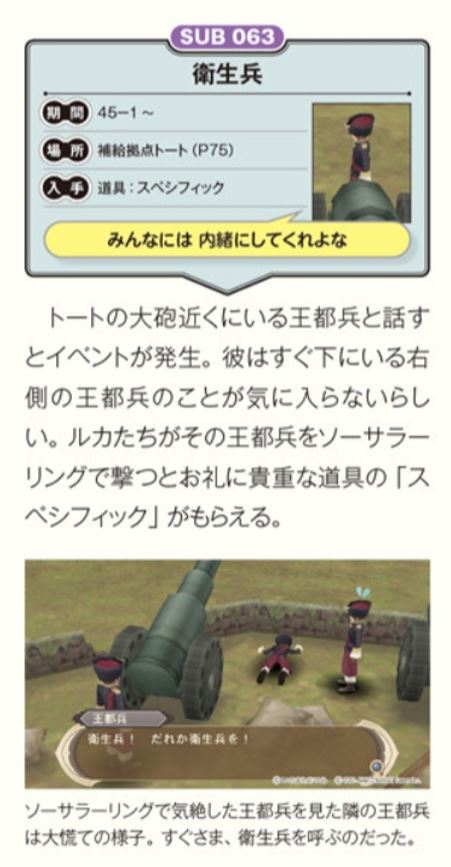 SUB 063
衛生兵
期間 45−1 ~
場所 補給拠点トート（P75）
入手 道具：スペシフィック
みんなには 内緒にしてくれよな
トートの大砲近くにいる王都兵と話す
とイベントが発生。彼はすぐ下にいる右
側の王都兵のことが気に入らないらし
い。ルカたちがその王都兵をソーサラー
リングで撃つとお礼に貴重な道具の「ス
ペシフィック」がもらえる。
王都兵
衛生兵！ だれか衛生兵を！
ソーサラーリングで気絶した王都兵を見た隣の王都兵
は大慌ての様子。すぐさま、衛生兵を呼ぶのだった。